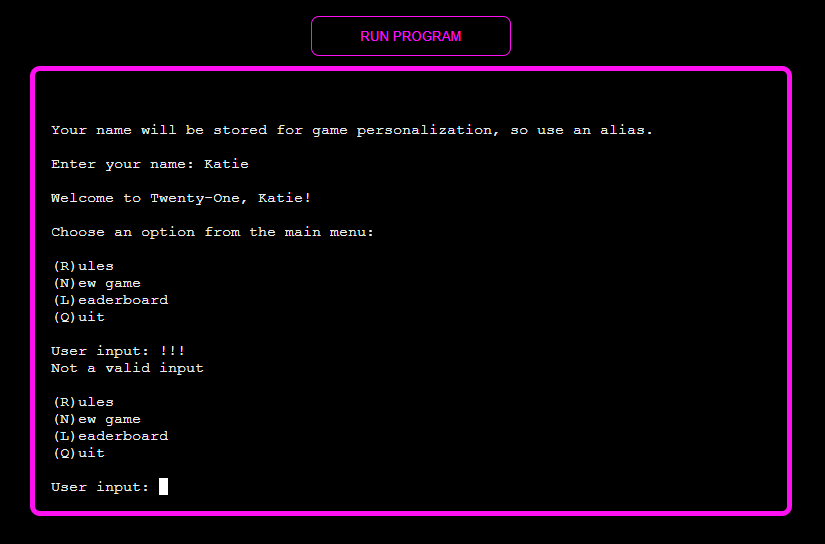 RUN PROGRAM
Your name will be stored for game personalization, so use an alias.
Enter your name: Katie
Welcome to Twenty-One, Katie!
Choose an option from the main menu:
(R)ules
(N)ew game
(L)eaderboard
(Q)uit
User input: !!!
Not a valid input
(R)ules
(N)ew game
(L)eaderboard
(Q)uit
User input: